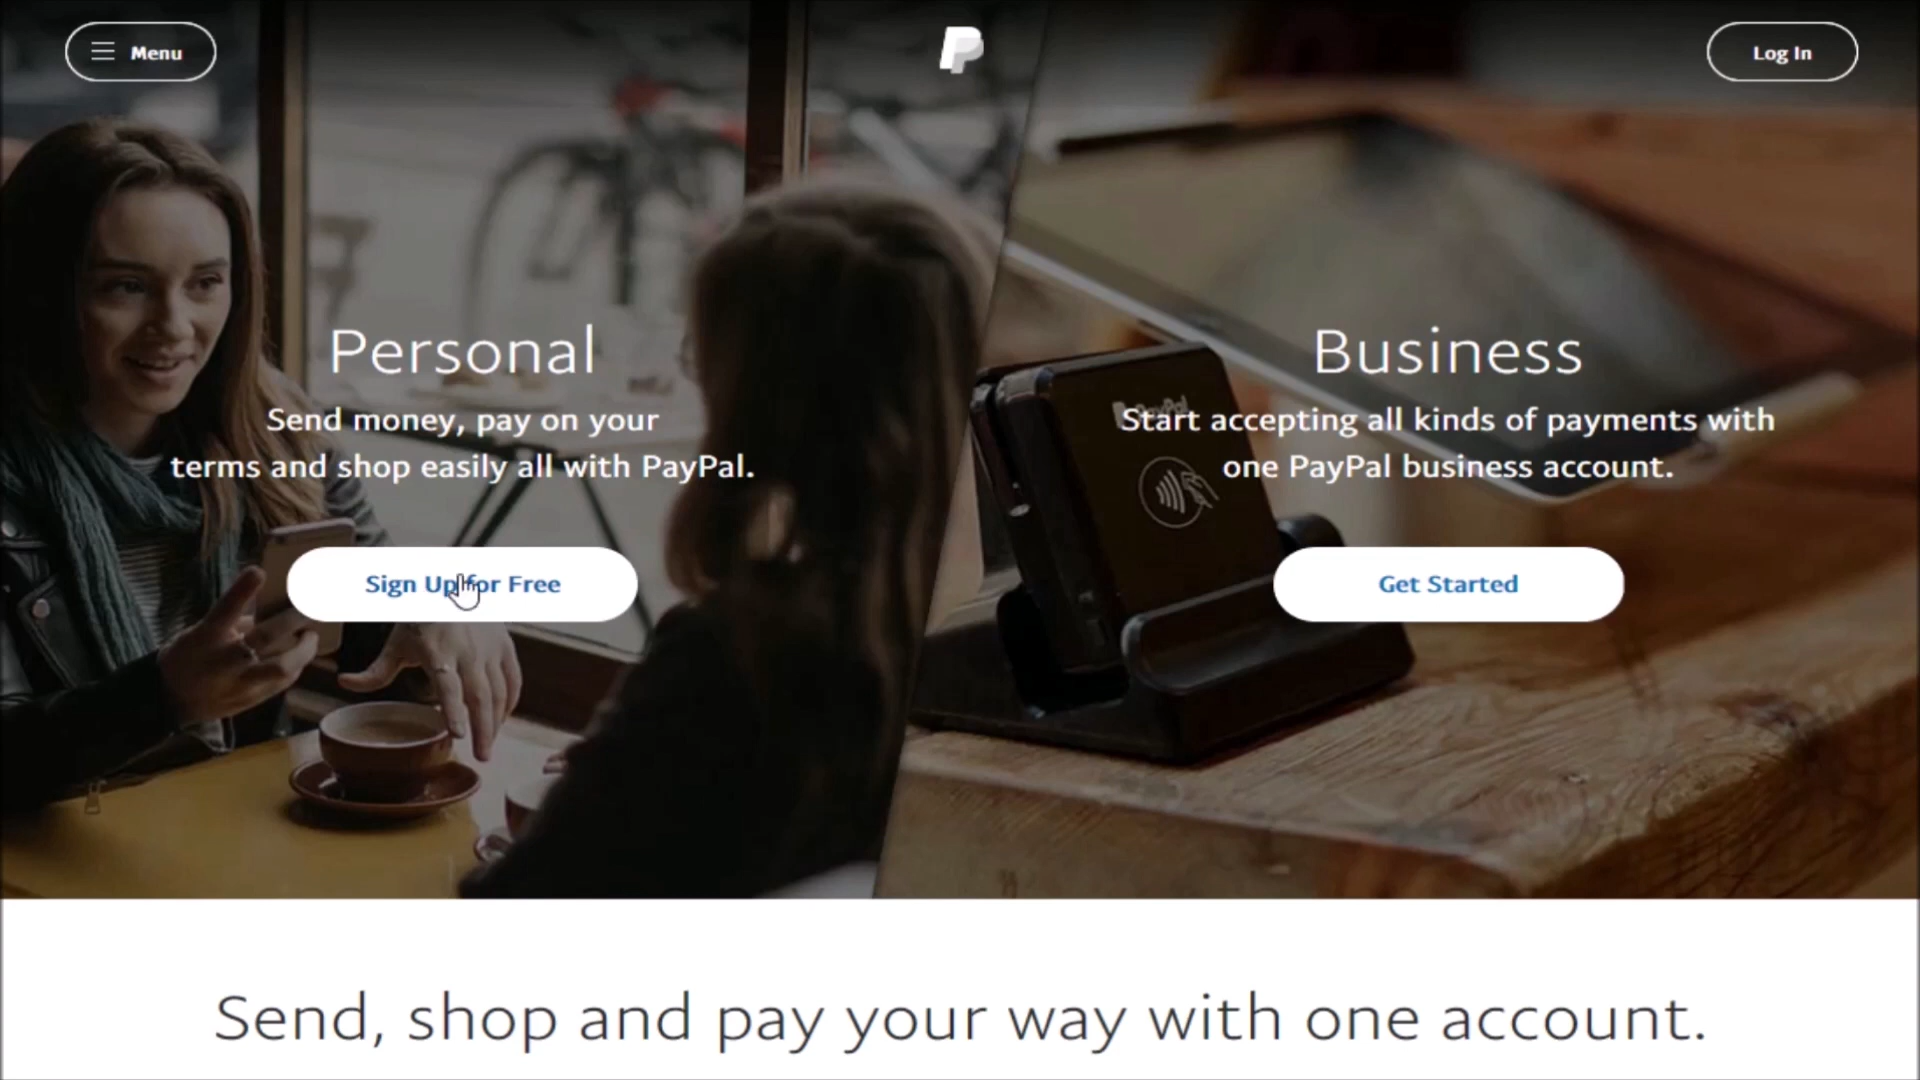 Menu
Log In
Personal
Send money, pay on your
terms and shop easily all with PayPal.
Sign Up for Free
Business
Start accepting all kinds of payments with
one PayPal business account.
Get Started
PayPal
Send, shop and pay your way with one account.